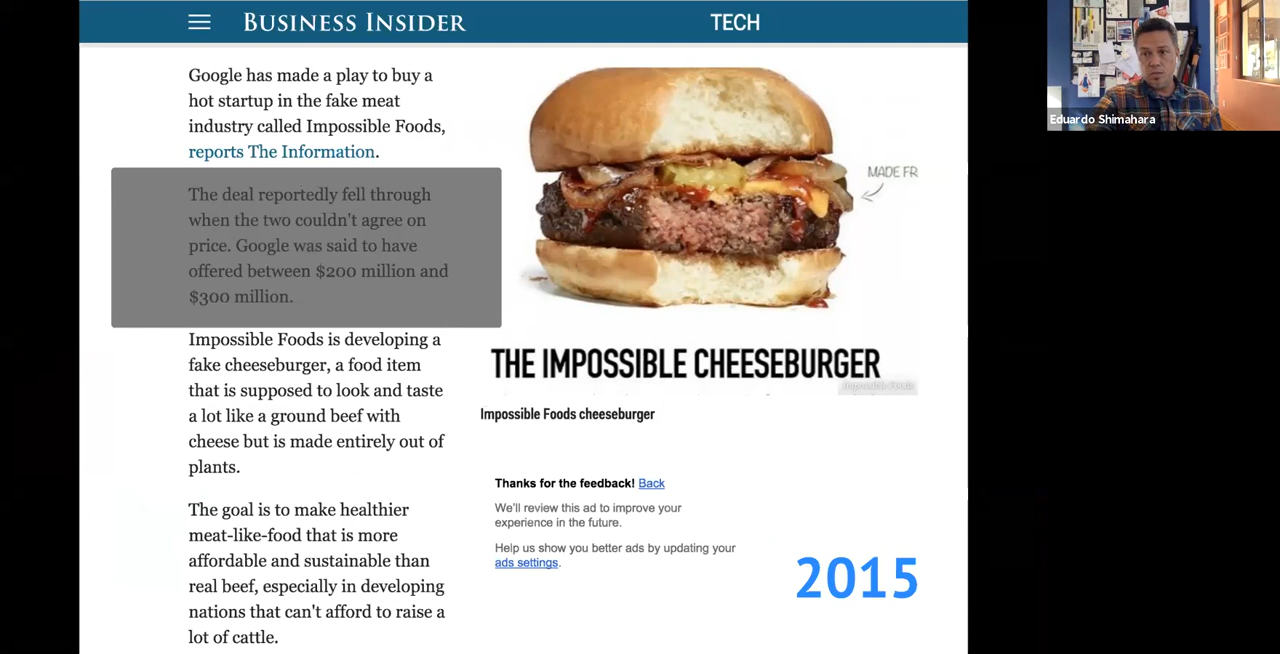 BUSINESS INSIDER
TECH
Google has made a play to buy a
hot startup in the fake meat
industry called Impossible Foods,
reports The Information.
The deal reportedly fell through
when the two couldn't agree on
price. Google was said to have
offered between $200 million and
$300 million.
Impossible Foods is developing a
fake cheeseburger, a food item
that is supposed to look and taste
a lot like a ground beef with
cheese but is made entirely out of
plants.
The goal is to make healthier
meat-like-food that is more
affordable and sustainable than
real beef, especially in developing
nations that can't afford to raise a
lot of cattle.
MADE FR
THE IMPOSSIBLE CHEESEBURGER
Impossible Foods
Impossible Foods cheeseburger
Thanks for the feedback! Back
We'll review this ad to improve your
experience in the future.
Help us show you better ads by updating your
ads settings.
2015
Eduardo Shimahara